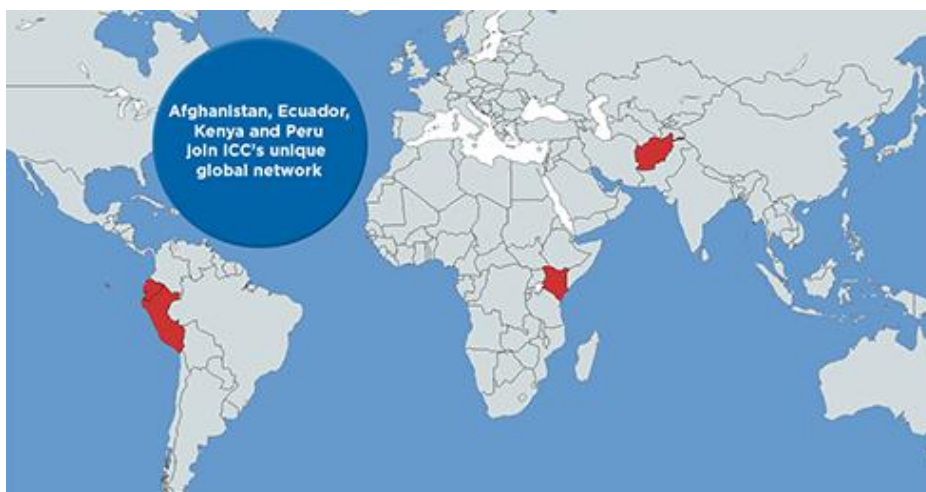 Afghanistan, Ecuador,
Kenya and Peru
join ICC's unique
global network